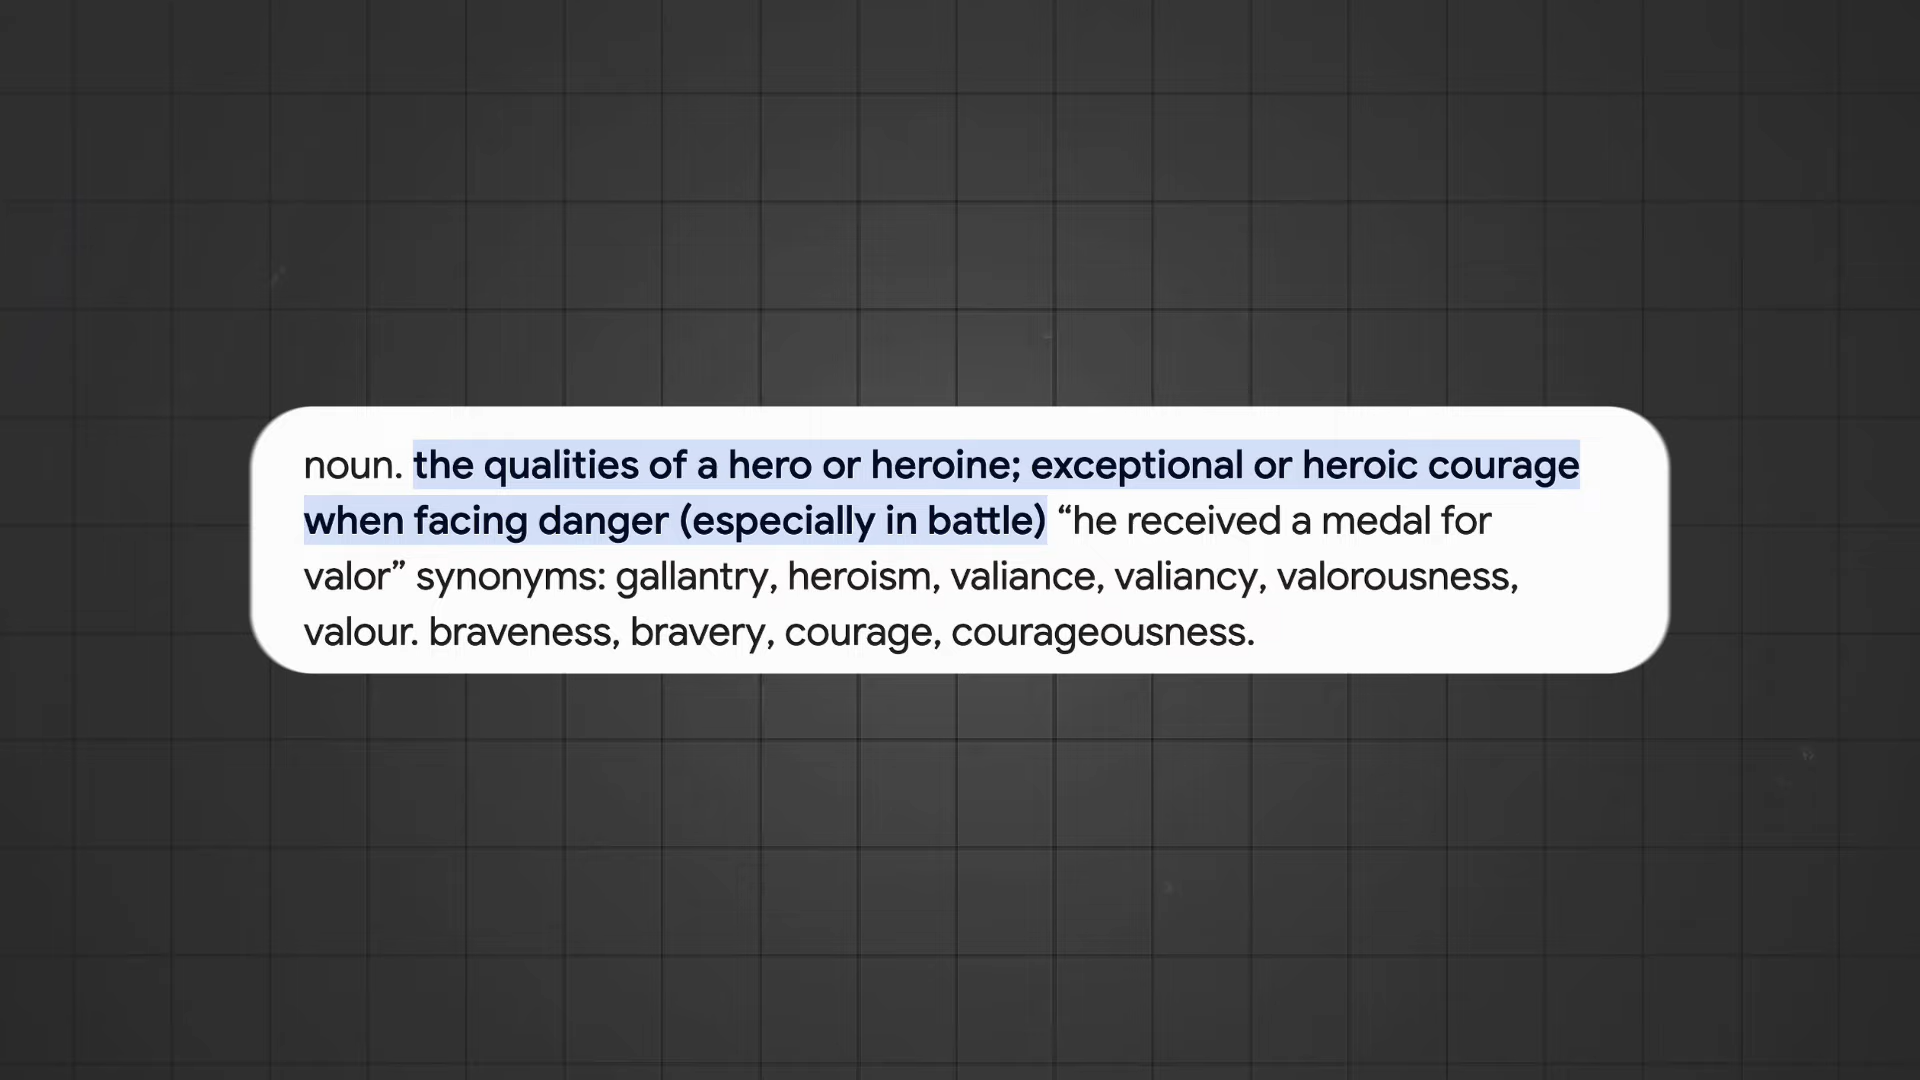 noun. the qualities of a hero or heroine; exceptional or heroic courage
when facing danger (especially in battle) “he received a medal for
valor” synonyms: gallantry, heroism, valiance, valiancy, valorousness,
valour. braveness, bravery, courage, courageousness.